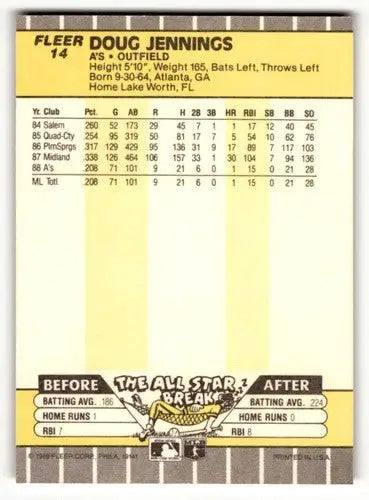 FLEER DOUG JENNINGS
14 A'S • OUTFIELD
Height 5'10", Weight 165, Bats Left, Throws Left
Born 9-30-64, Atlanta, GA
Home Lake Worth, FL
Yr. Club Pct. G AB R H 2B 3B HR RBI SB BB SO
84 Salem .260 52 173 29 45 7 1 1 17 12 40 45
85 Quad-Cty .254 95 319 50 81 17 7 5 54 10 62 76
86 PlmSprgs .317 129 429 95 136 31 9 17 89 7 117 103
87 Midland .338 126 464 106 157 33 1 30 104 7 94 136
88 A's .208 71 101 9 21 6 0 1 15 0 21 28
ML Totl. .208 71 101 9 21 6 0 1 15 0 21 28
BEFORE THE ALL STAR BREAK AFTER
BATTING AVG. .186 BATTING AVG. .224
HOME RUNS 1 HOME RUNS 0
RBI 7 RBI 8
© 1989 FLEER CORP., PHILA. 19141 PRINTED IN U.S.A.